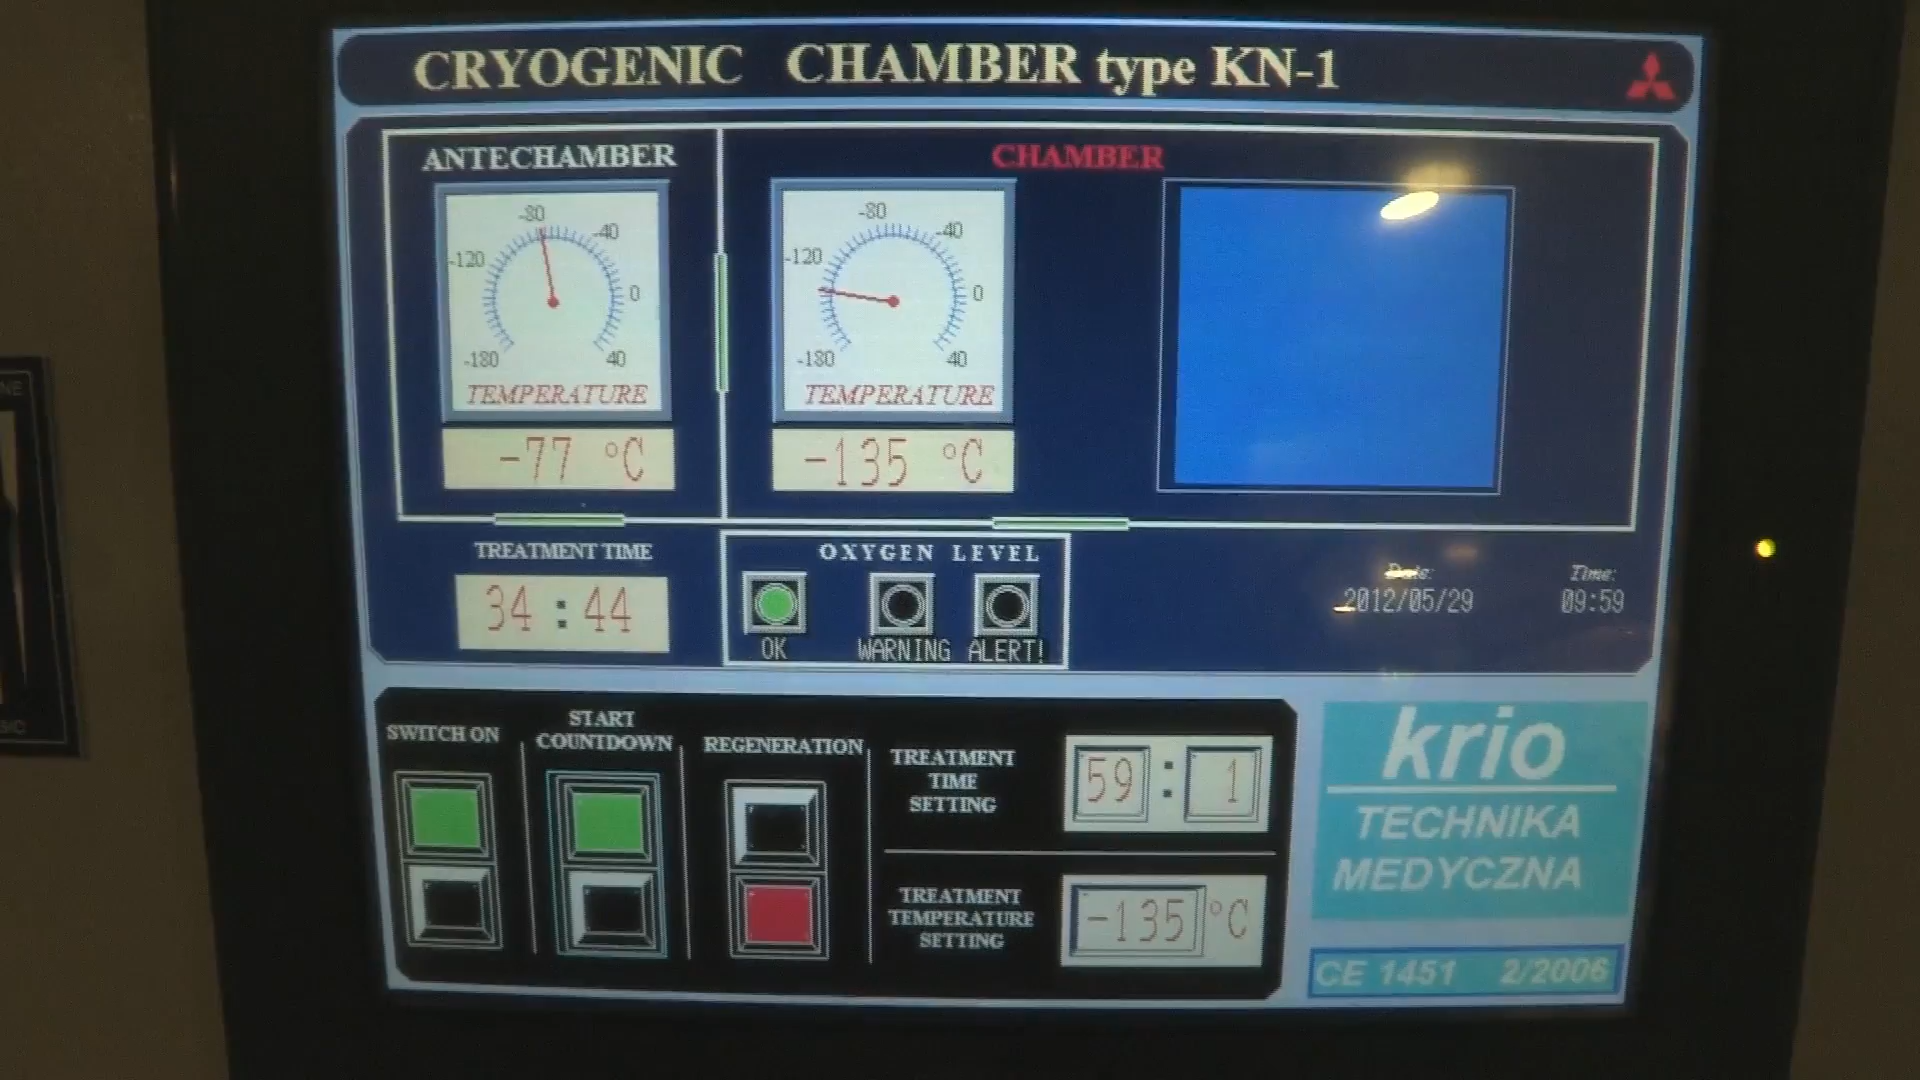 CRYOGENIC CHAMBER type KN-1
ANTECHAMBER
-80
-40
-120
0
-180
40
TEMPERATURE
-77 °C
CHAMBER
-80
-40
-120
0
-180
40
TEMPERATURE
-135 °C
TREATMENT TIME
34 : 44
OXYGEN LEVEL
OK
WARNING
ALERT!
Date:
2012/05/29
Time:
09:59
SWITCH ON
START
COUNTDOWN
REGENERATION
TREATMENT
TIME
SETTING
59 : 1
TREATMENT
TEMPERATURE
SETTING
-135 °C
krio
TECHNIKA
MEDYCZNA
CE 1451 2/2006